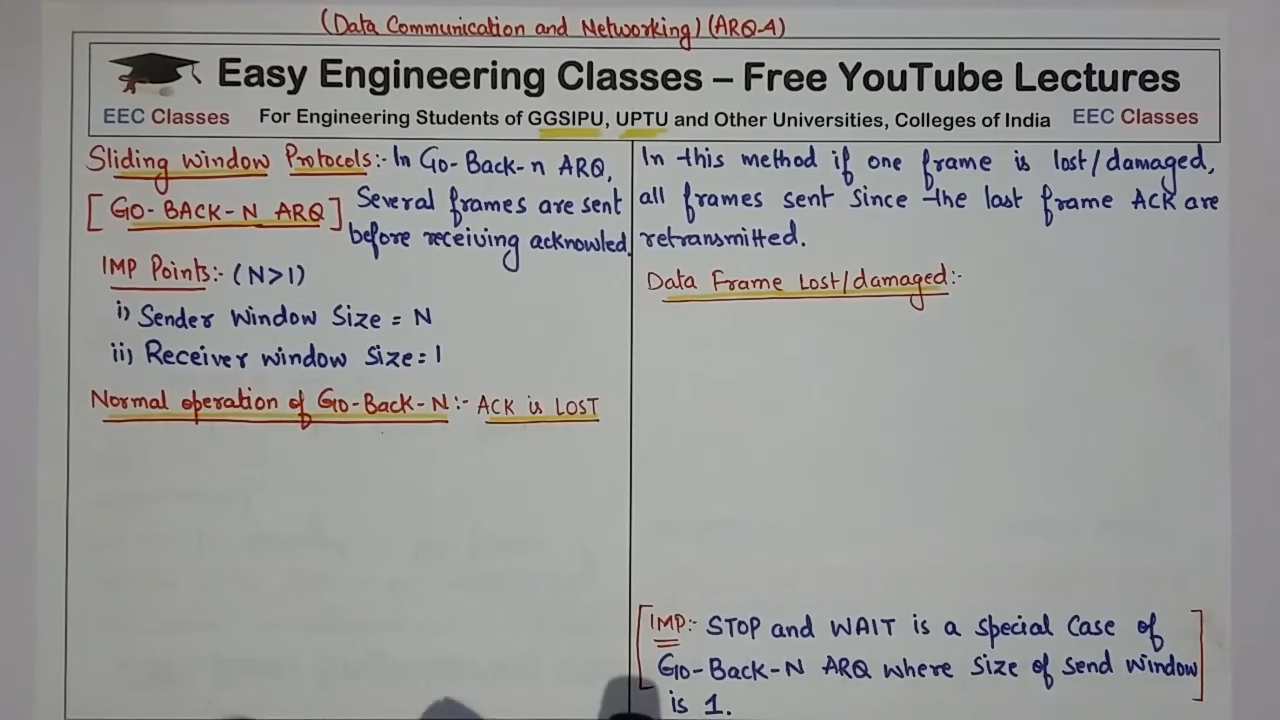 (Data Communication and Networking) (ARQ-4)
Easy Engineering Classes – Free YouTube Lectures
EEC Classes For Engineering Students of GGSIPU, UPTU and Other Universities, Colleges of India EEC Classes
Sliding Window Protocols:- In Go-Back-n ARQ,
[GO-BACK-N ARQ] Several frames are sent
before receiving acknowled.
IMP Points:- (N>1)
i) Sender Window Size = N
ii) Receiver window Size = 1
Normal operation of Go-Back-N:- ACK is LOST
In this method if one frame is lost/damaged,
all frames sent since the last frame ACK are
retransmitted.
Data Frame Lost/damaged:-
[IMP:- STOP and WAIT is a special Case of
Go-Back-N ARQ where size of send window]
is 1.